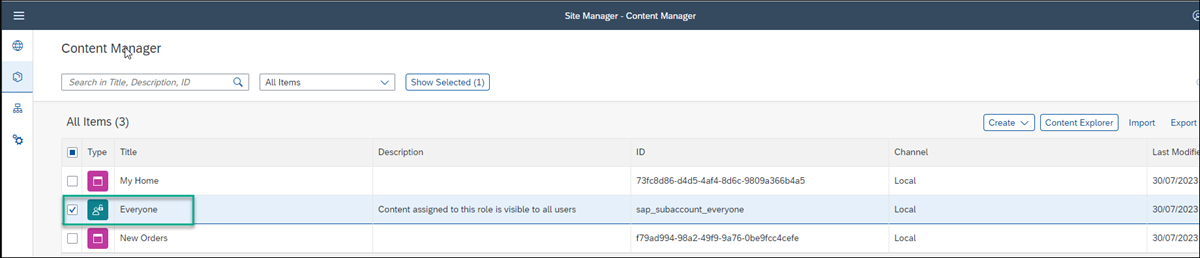 Site Manager - Content Manager
Content Manager
Search in Title, Description, ID All Items Show Selected (1)
All Items (3) Create Content Explorer Import Export
Type Title Description ID Channel Last Modifie
My Home 73fc8d86-d4d5-4af4-8d6c-9809a366b4a5 Local 30/07/2023
Everyone Content assigned to this role is visible to all users sap_subaccount_everyone Local 30/07/2023
New Orders f79ad994-98a2-49f9-9a76-0be9fcc4cefe Local 30/07/2023